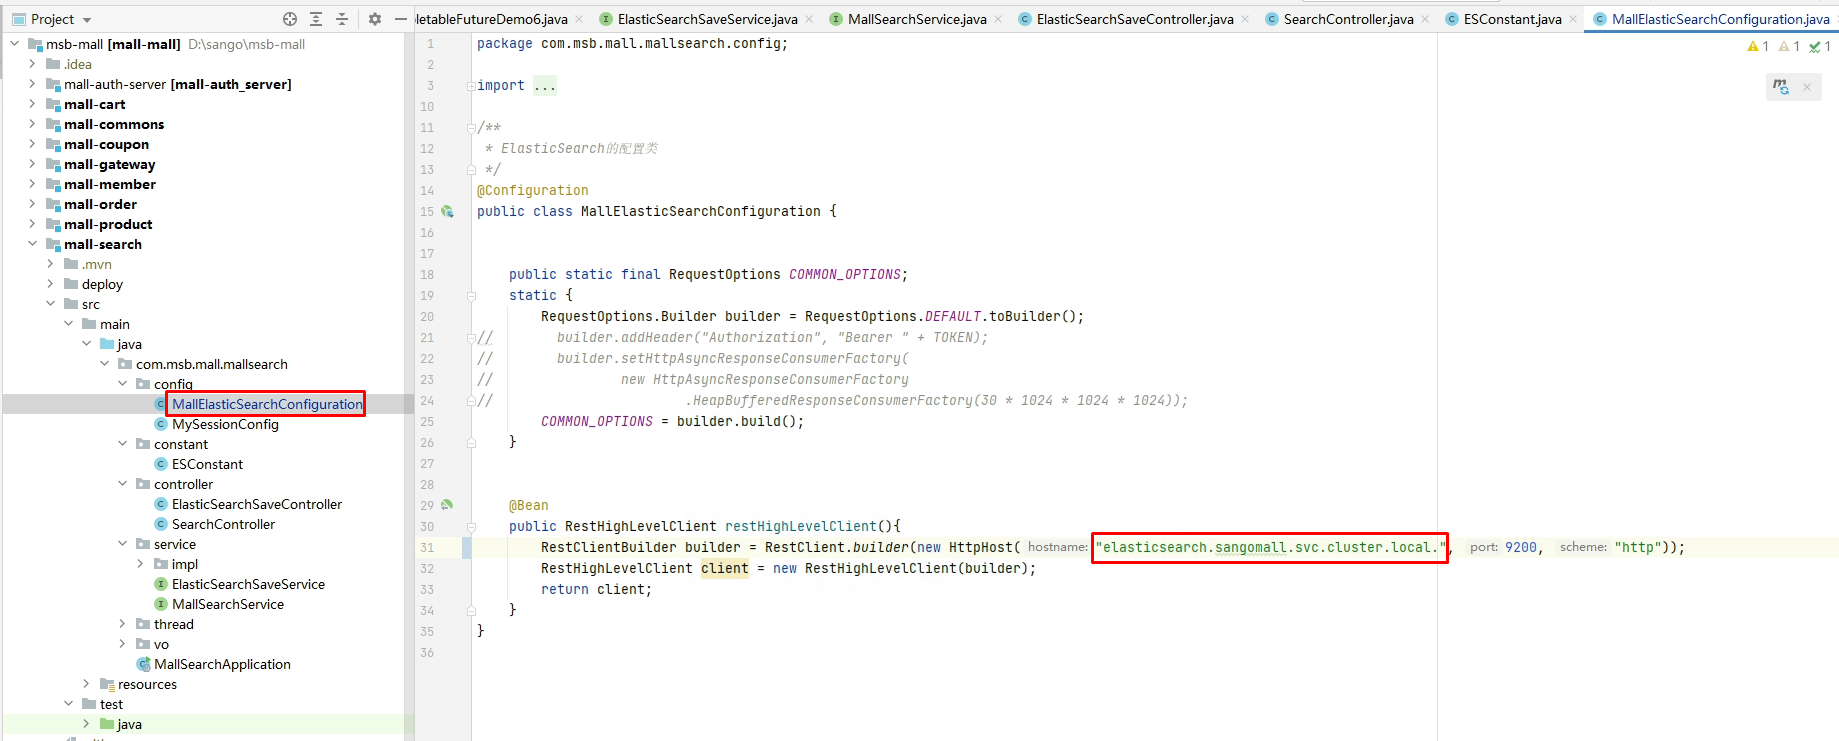 Project
letableFutureDemo6.java
ElasticSearchSaveService.java
MallSearchService.java
ElasticSearchSaveController.java
SearchController.java
ESConstant.java
MallElasticSearchConfiguration.java
msb-mall [mall-mall] D:\sango\msb-mall
.idea
mall-auth-server [mall-auth_server]
mall-cart
mall-commons
mall-coupon
mall-gateway
mall-member
mall-order
mall-product
mall-search
.mvn
deploy
src
main
java
com.msb.mall.mallsearch
config
MallElasticSearchConfiguration
MySessionConfig
constant
ESConstant
controller
ElasticSearchSaveController
SearchController
service
impl
ElasticSearchSaveService
MallSearchService
thread
vo
MallSearchApplication
resources
test
java
1 package com.msb.mall.mallsearch.config;
2
3 import ...
10
11 /**
12 * ElasticSearch的配置类
13 */
14 @Configuration
15 public class MallElasticSearchConfiguration {
16
17
18 public static final RequestOptions COMMON_OPTIONS;
19 static {
20 RequestOptions.Builder builder = RequestOptions.DEFAULT.toBuilder();
21 // builder.addHeader("Authorization", "Bearer " + TOKEN);
22 // builder.setHttpAsyncResponseConsumerFactory(
23 // new HttpAsyncResponseConsumerFactory
24 // .HeapBufferedResponseConsumerFactory(30 * 1024 * 1024 * 1024));
25 COMMON_OPTIONS = builder.build();
26 }
27
28
29 @Bean
30 public RestHighLevelClient restHighLevelClient(){
31 RestClientBuilder builder = RestClient.builder(new HttpHost( hostname: "elasticsearch.sangomall.svc.cluster.local.", port: 9200, scheme: "http"));
32 RestHighLevelClient client = new RestHighLevelClient(builder);
33 return client;
34 }
35 }
36
1 1 1